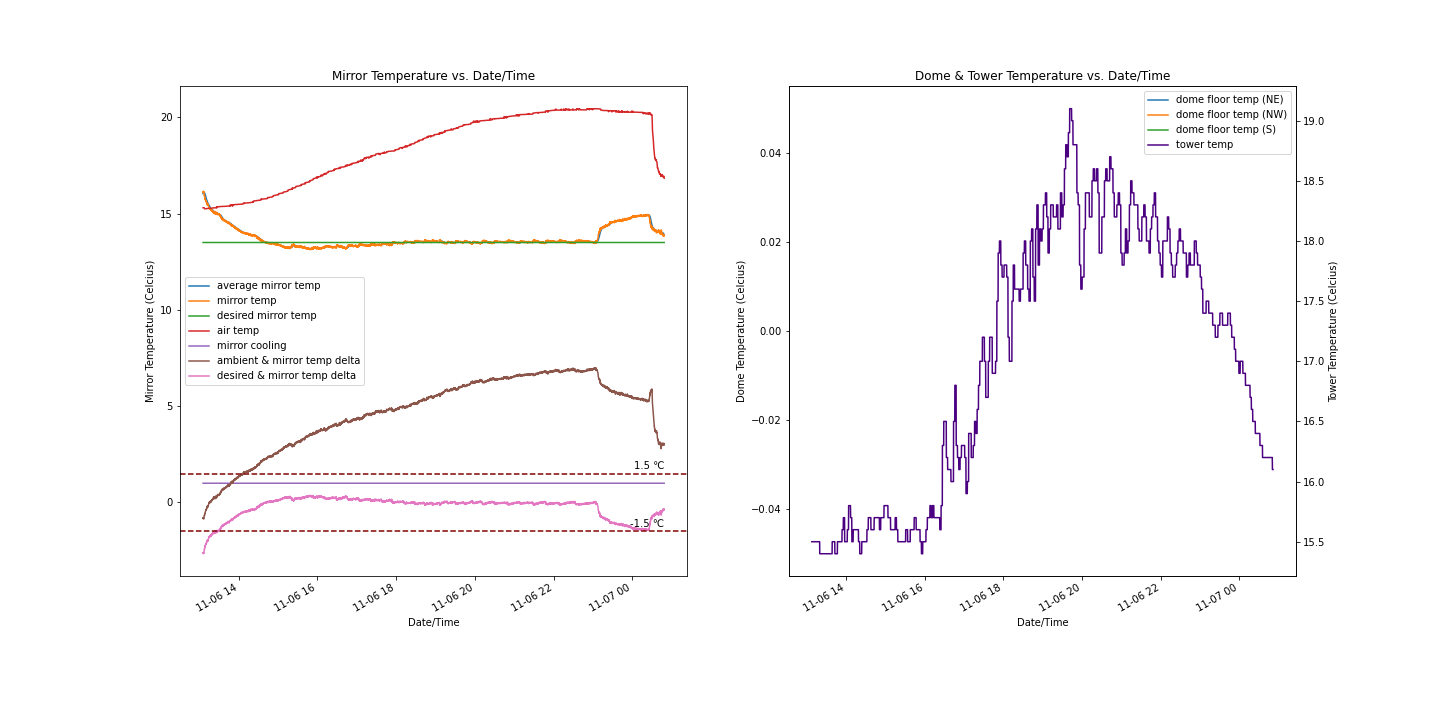 Mirror Temperature vs. Date/Time
Mirror Temperature (Celcius)
20
15
10
5
0
average mirror temp
mirror temp
desired mirror temp
air temp
mirror cooling
ambient & mirror temp delta
desired & mirror temp delta
1.5 °C
-1.5 °C
11-06 14
11-06 16
11-06 18
11-06 20
11-06 22
11-07 00
Date/Time
Dome & Tower Temperature vs. Date/Time
Dome Temperature (Celcius)
0.04
0.02
0.00
−0.02
−0.04
dome floor temp (NE)
dome floor temp (NW)
dome floor temp (S)
tower temp
19.0
18.5
18.0
17.5
17.0
16.5
16.0
15.5
Tower Temperature (Celcius)
11-06 14
11-06 16
11-06 18
11-06 20
11-06 22
11-07 00
Date/Time